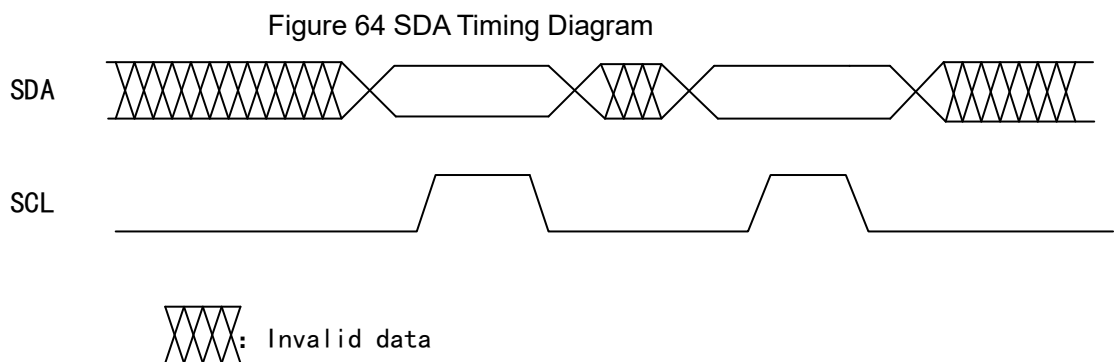 Figure 64 SDA Timing Diagram
SDA
SCL
: Invalid data